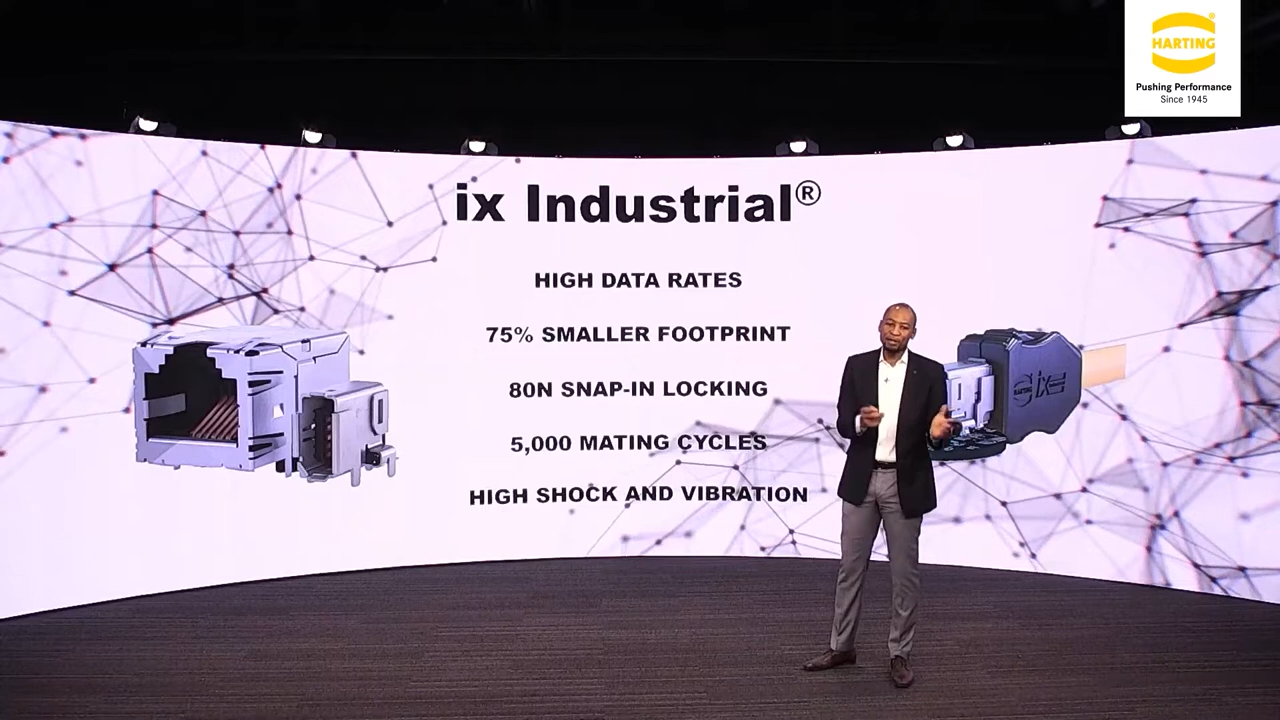 HARTING
Pushing Performance
Since 1945
ix Industrial®
HIGH DATA RATES
75% SMALLER FOOTPRINT
80N SNAP-IN LOCKING
5,000 MATING CYCLES
HIGH SHOCK AND VIBRATION
HARTING ix